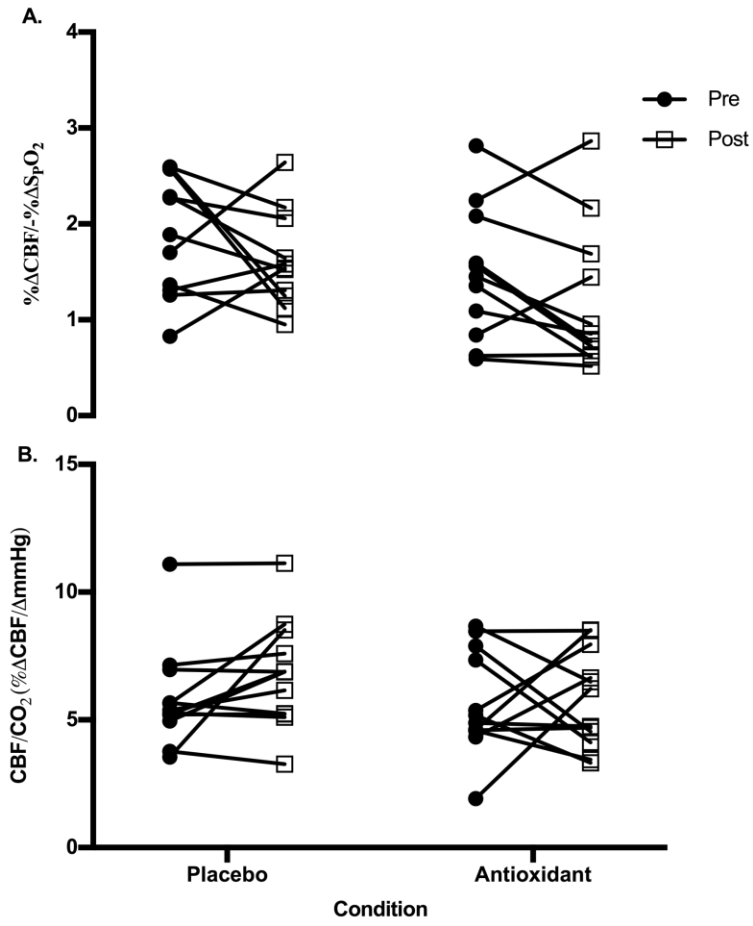 A.
4
3
2
1
0
%ΔCBF/-%ΔSpO2
Pre
Post
B.
15
10
5
0
CBF/CO2 (%ΔCBF/ΔmmHg)
Placebo
Antioxidant
Condition